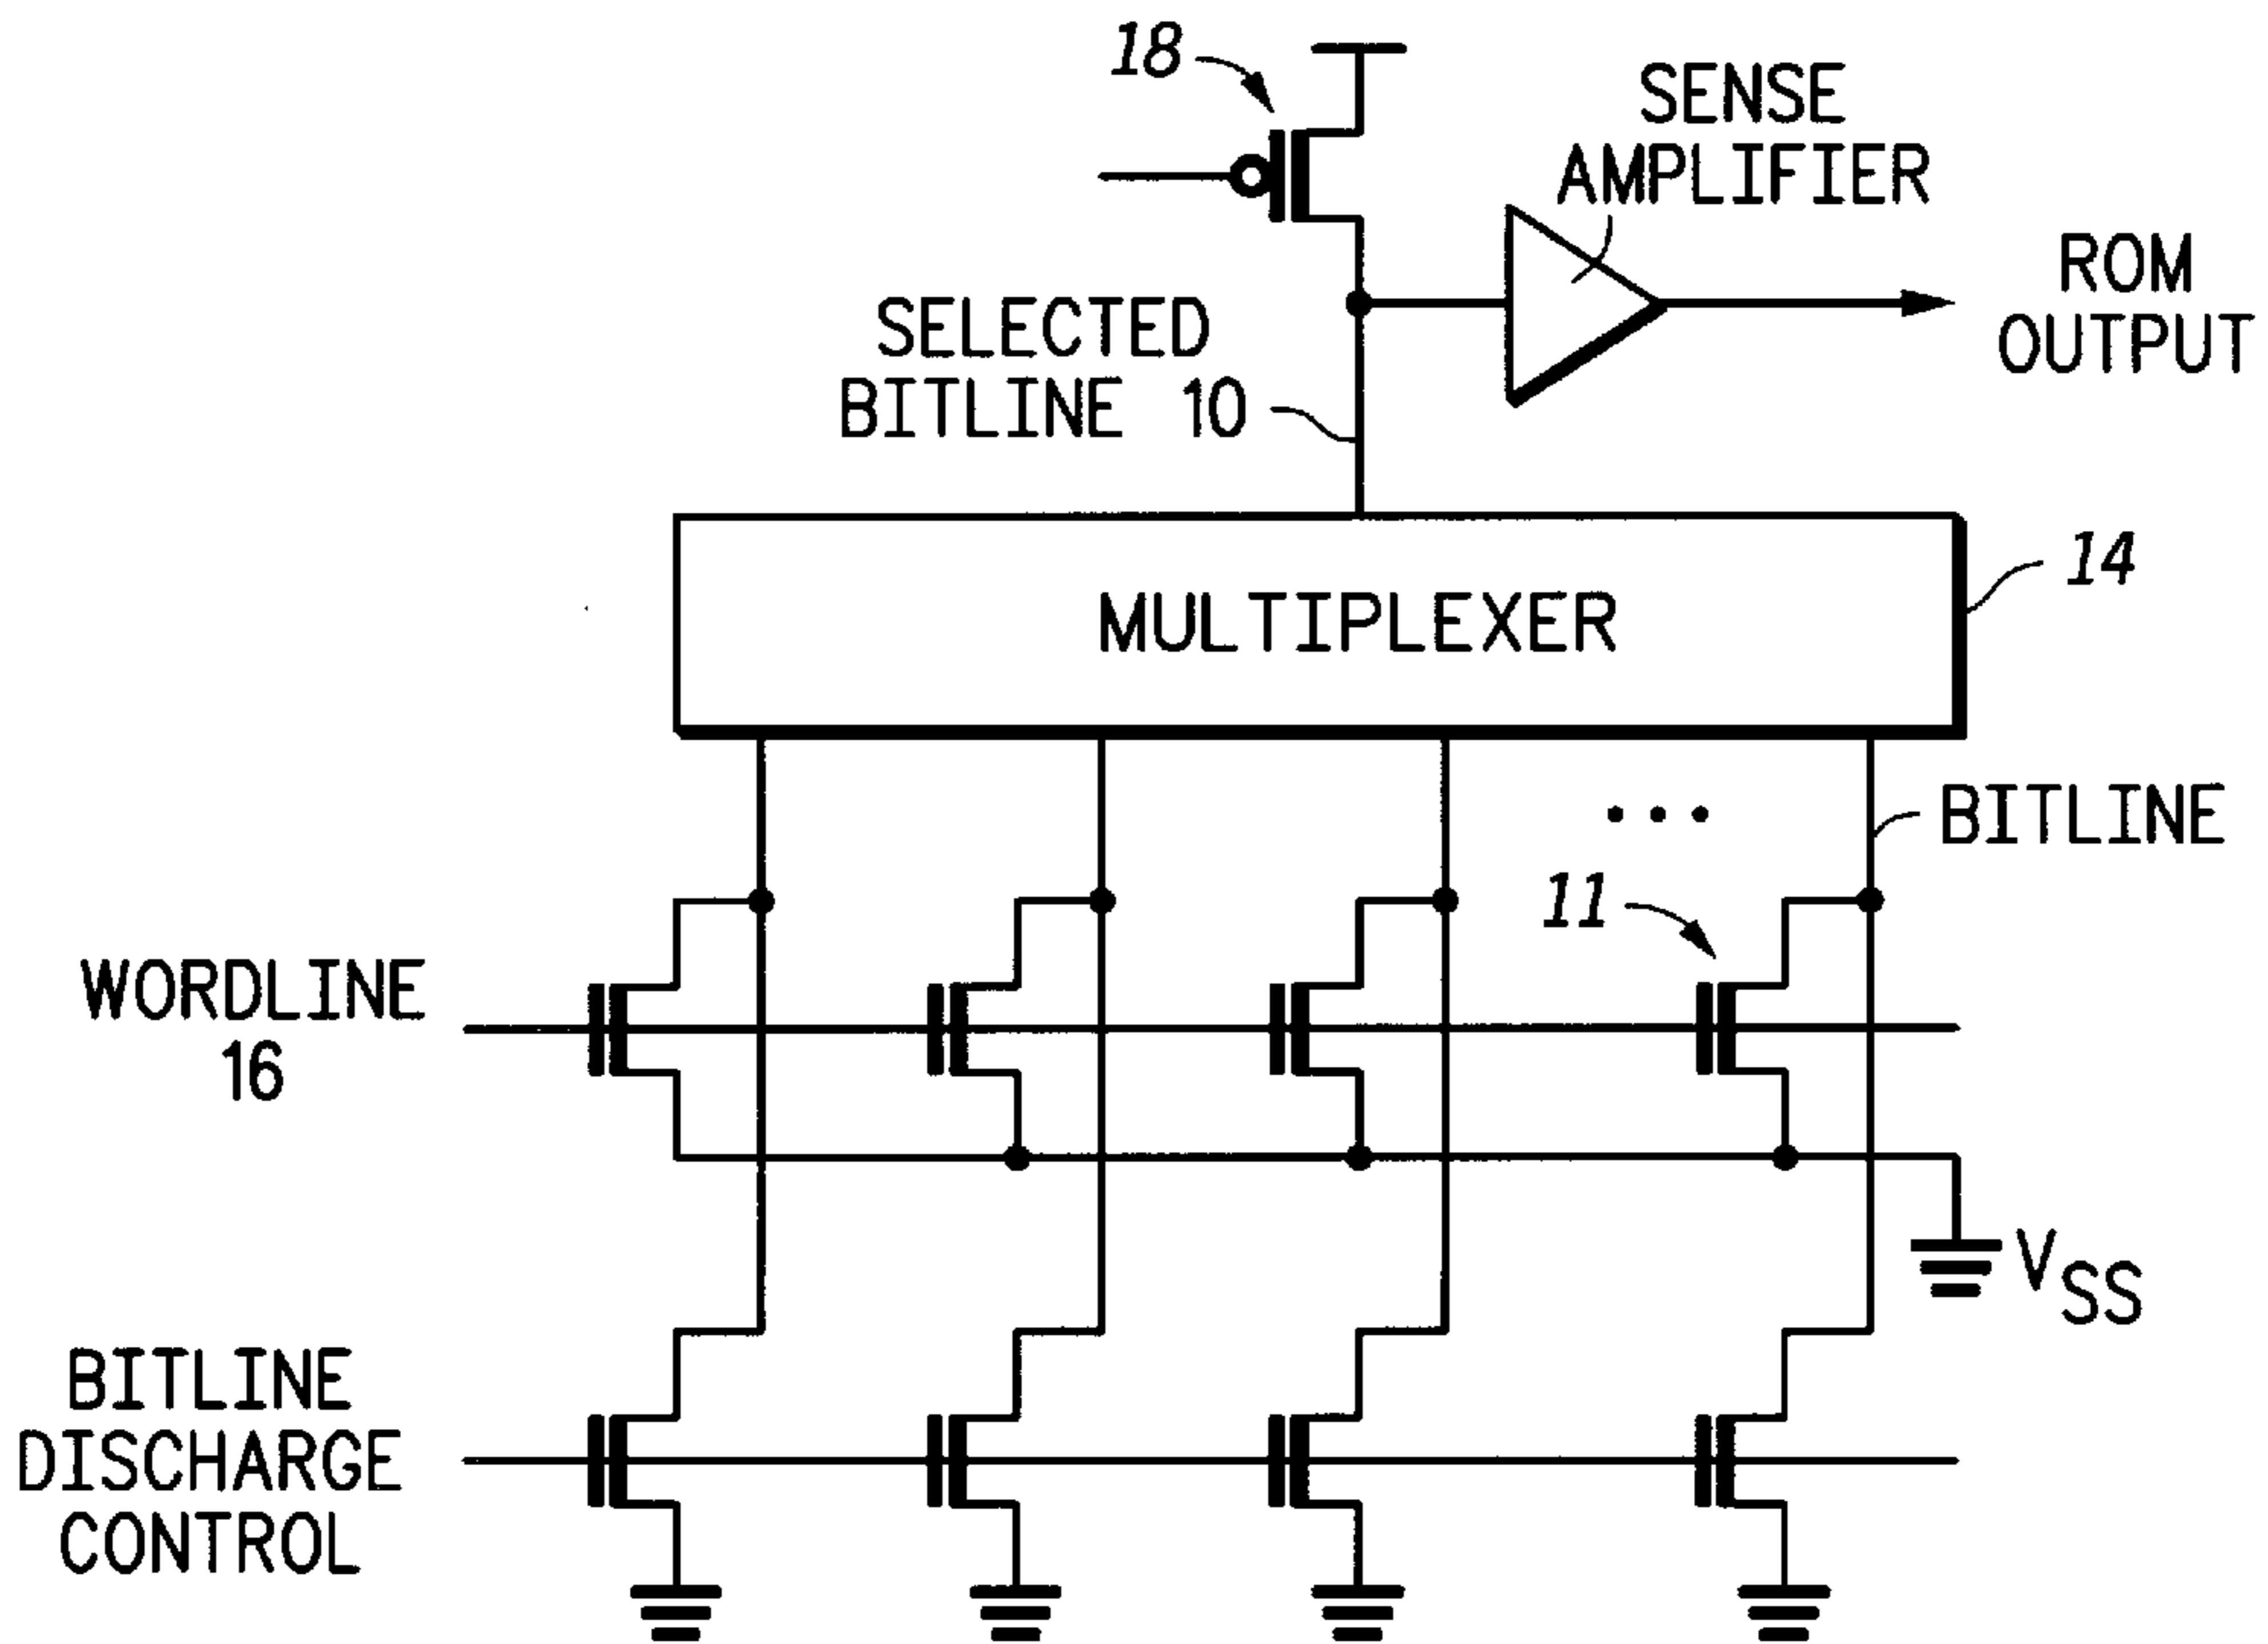 18
SENSE
AMPLIFIER
ROM
OUTPUT
SELECTED
BITLINE 10
MULTIPLEXER
14
BITLINE
11
WORDLINE
16
VSS
BITLINE
DISCHARGE
CONTROL